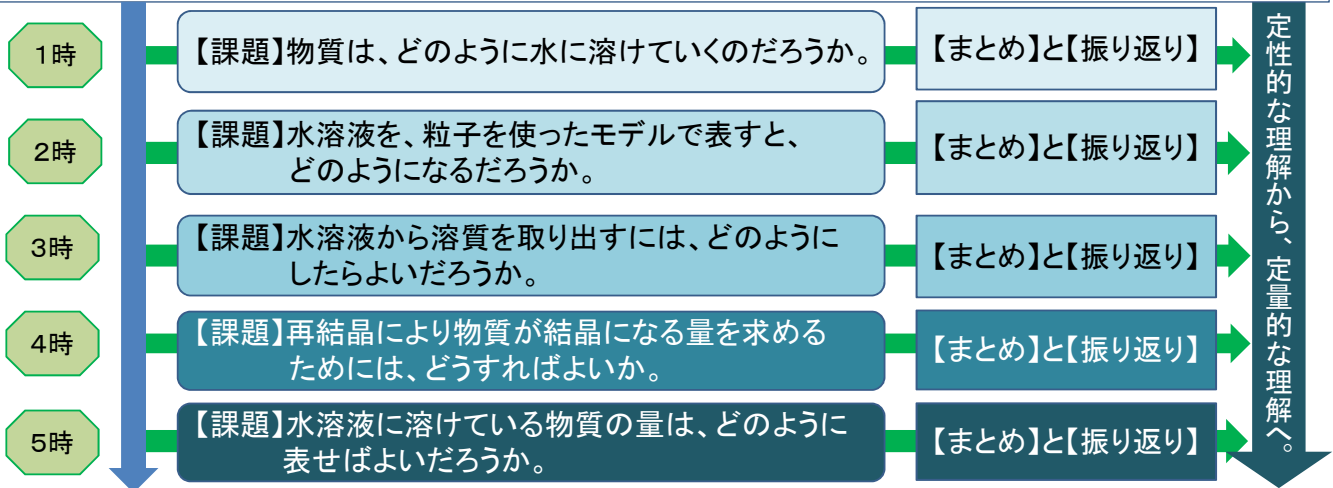 1時
【課題】物質は、どのように水に溶けていくのだろうか。
【まとめ】と【振り返り】
2時
【課題】水溶液を、粒子を使ったモデルで表すと、
どのようになるだろうか。
【まとめ】と【振り返り】
3時
【課題】水溶液から溶質を取り出すには、どのように
したらよいだろうか。
【まとめ】と【振り返り】
4時
【課題】再結晶により物質が結晶になる量を求める
ためには、どうすればよいか。
【まとめ】と【振り返り】
5時
【課題】水溶液に溶けている物質の量は、どのように
表せばよいだろうか。
【まとめ】と【振り返り】
定性的な理解から、定量的な理解へ。